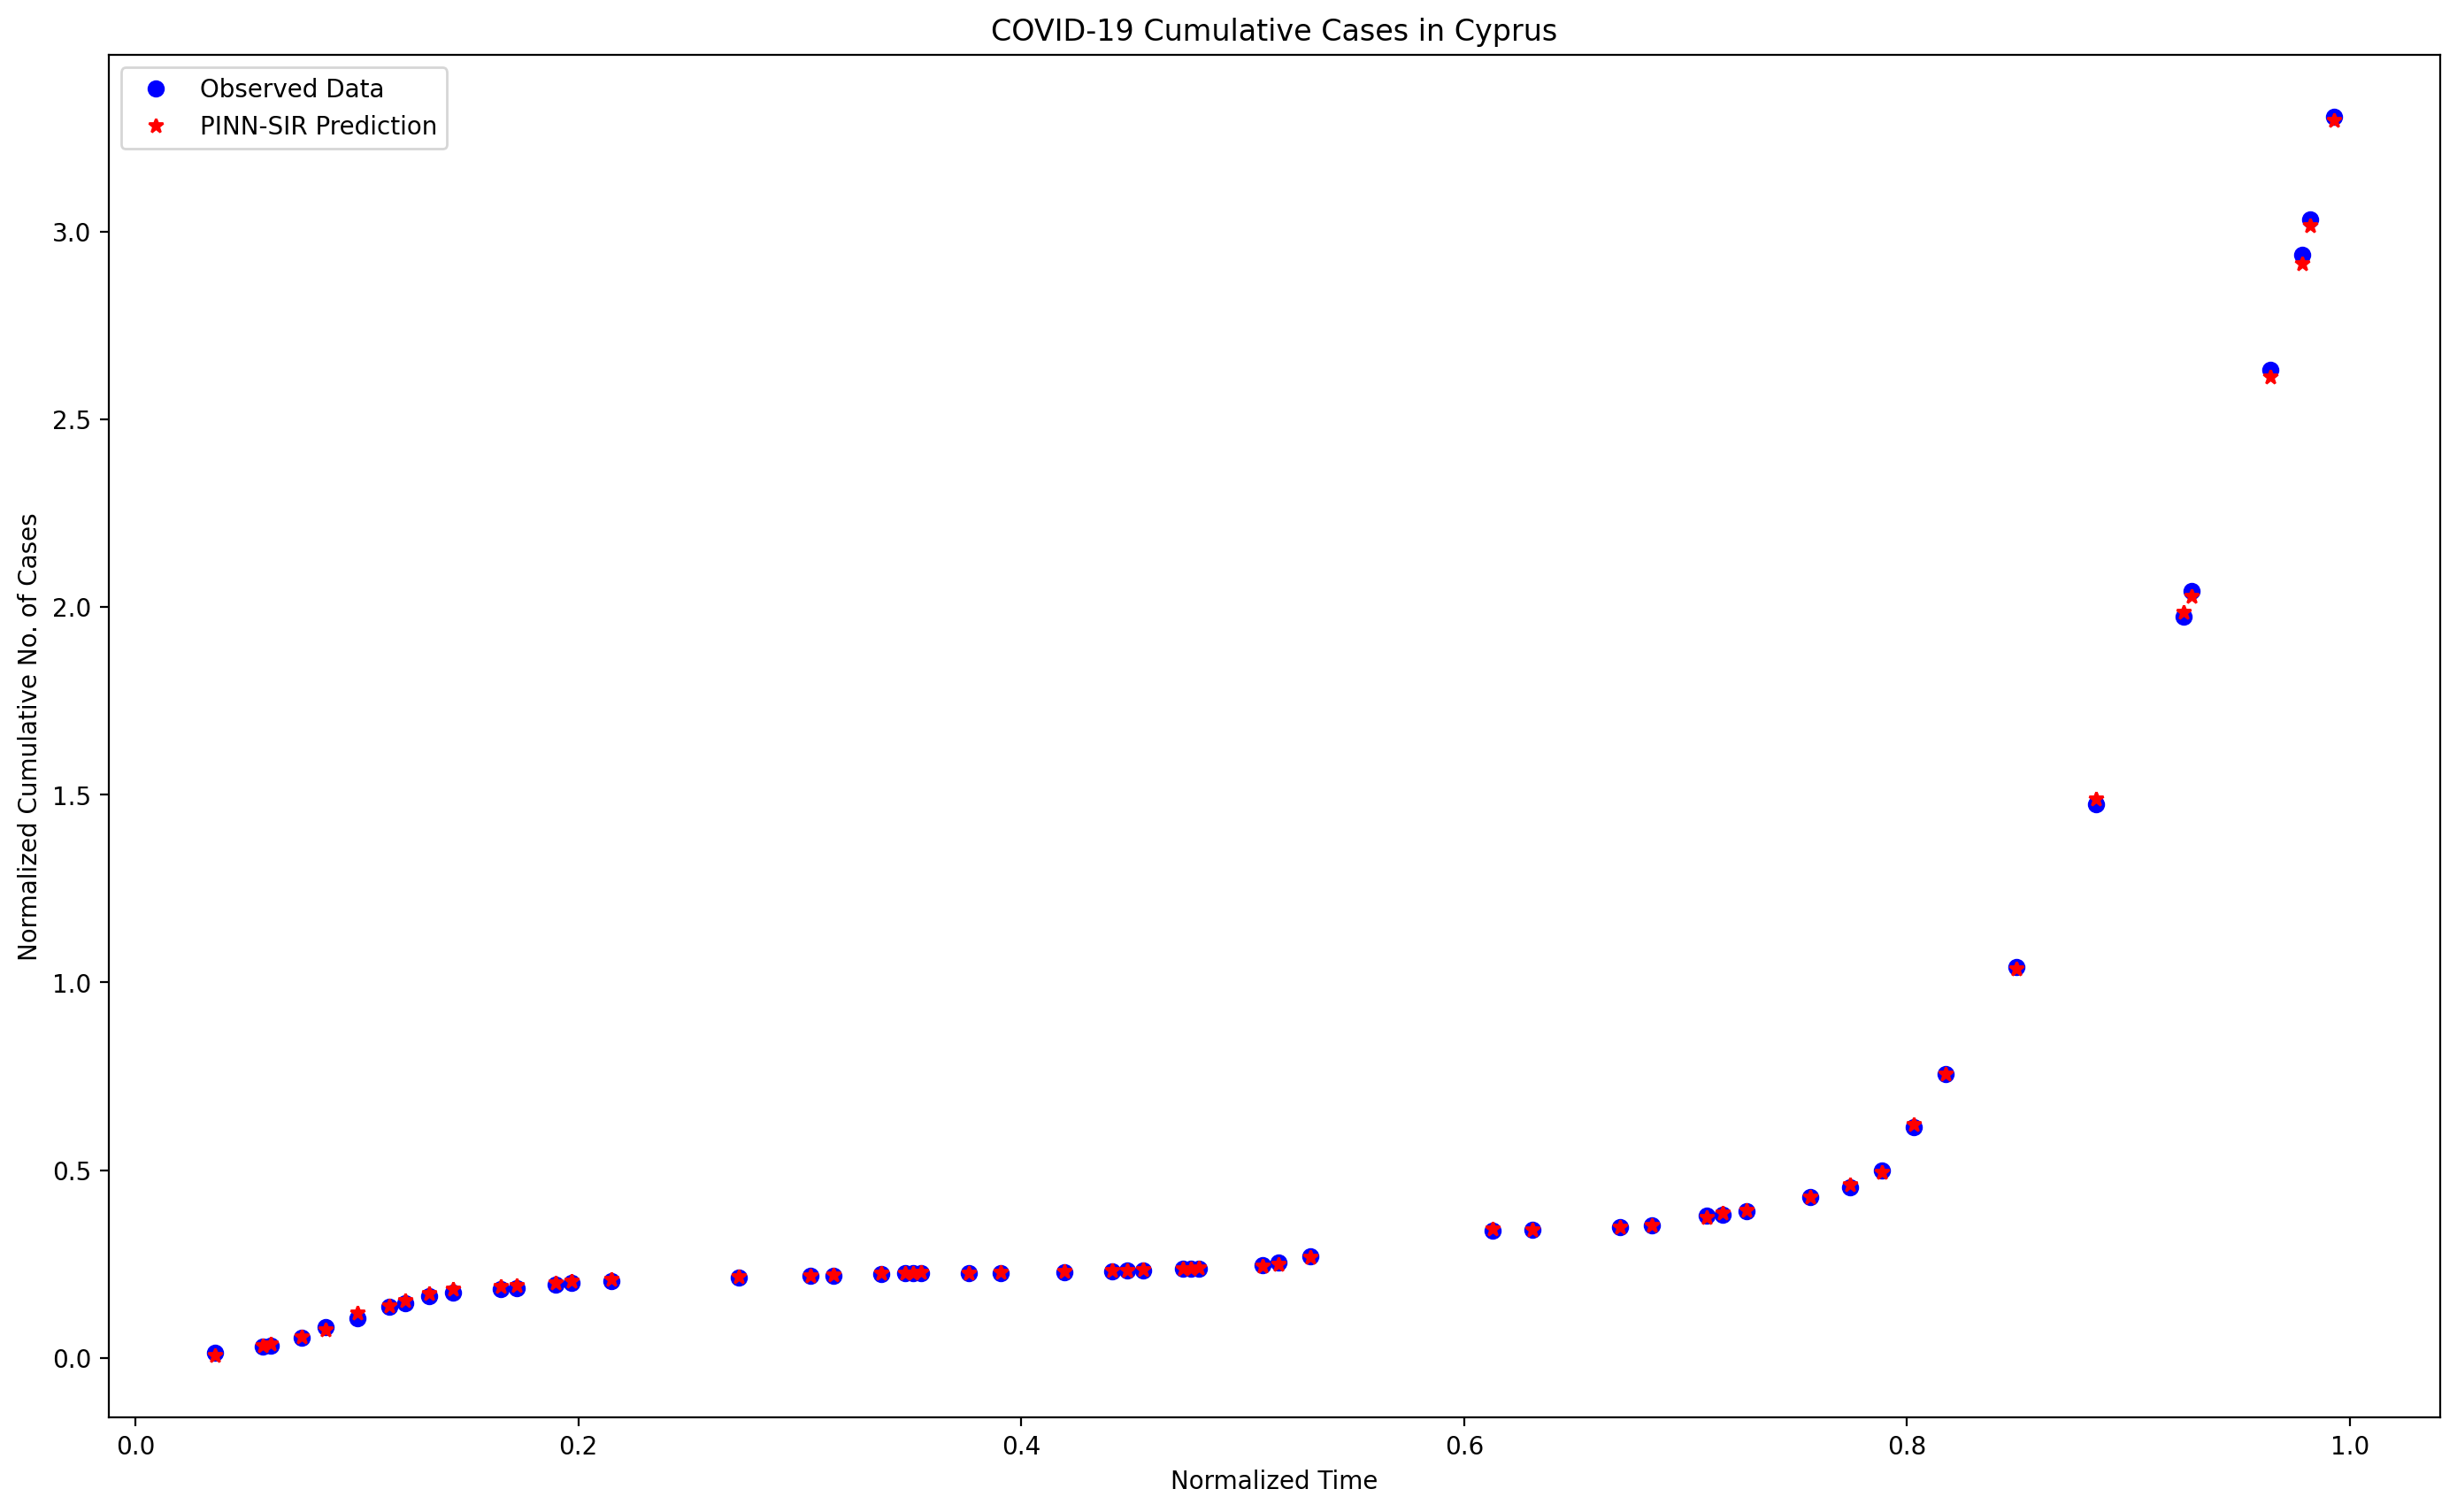 COVID-19 Cumulative Cases in Cyprus
Observed Data
PINN-SIR Prediction
Normalized Cumulative No. of Cases
3.0
2.5
2.0
1.5
1.0
0.5
0.0
0.0 0.2 0.4 0.6 0.8 1.0
Normalized Time